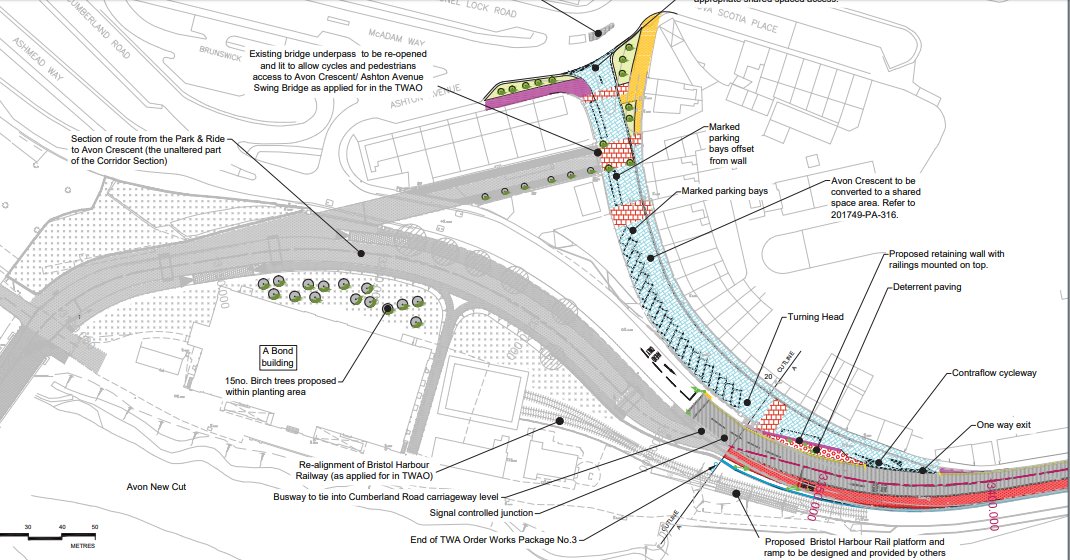 appropriate shared spaced access.
NEL LOCK ROAD
VA SCOTIA PLACE
CUMBERLAND ROAD
McADAM WAY
BRUNSWICK
ASHMEAD WAY
Existing bridge underpass to be re-opened
and lit to allow cycles and pedestrians
access to Avon Crescent/ Ashton Avenue
Swing Bridge as applied for in the TWAO
ASHTON AVENUE
Section of route from the Park & Ride
to Avon Crescent (the unaltered part
of the Corridor Section)
Marked
parking
bays offset
from wall
Marked parking bays
Avon Crescent to be
converted to a shared
space area. Refer to
201749-PA-316.
Proposed retaining wall with
railings mounted on top.
Deterrent paving
Turning Head
20
OUTLINE
A
Contraflow cycleway
One way exit
A Bond
building
15no. Birch trees proposed
within planting area
Re-alignment of Bristol Harbour
Railway (as applied for in TWAO)
Avon New Cut
Busway to tie into Cumberland Road carriageway level
Signal controlled junction
End of TWA Order Works Package No.3
OUTLINE
A
Proposed Bristol Harbour Rail platform and
ramp to be designed and provided by others
30 40 50
METRES